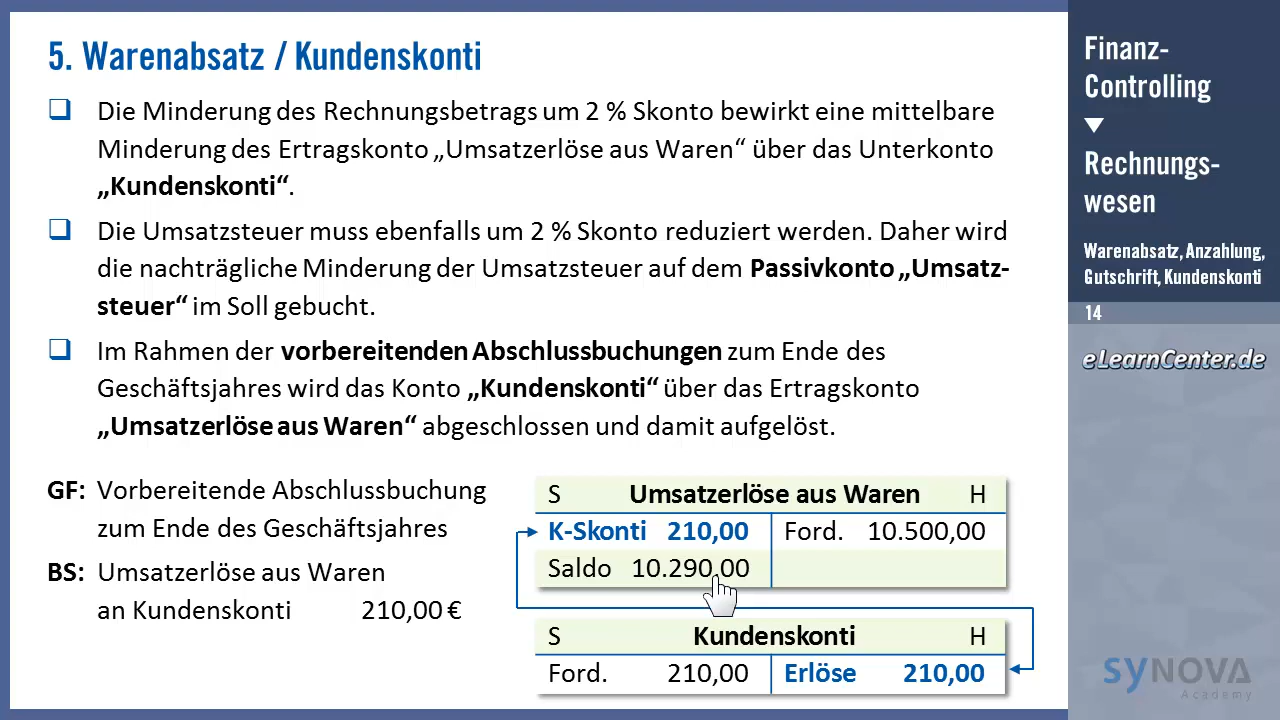 5. Warenabsatz / Kundenskonti
Die Minderung des Rechnungsbetrags um 2 % Skonto bewirkt eine mittelbare
Minderung des Ertragskonto „Umsatzerlöse aus Waren“ über das Unterkonto
„Kundenskonti“.
Die Umsatzsteuer muss ebenfalls um 2 % Skonto reduziert werden. Daher wird
die nachträgliche Minderung der Umsatzsteuer auf dem Passivkonto „Umsatz-
steuer“ im Soll gebucht.
Im Rahmen der vorbereitenden Abschlussbuchungen zum Ende des
Geschäftsjahres wird das Konto „Kundenskonti“ über das Ertragskonto
„Umsatzerlöse aus Waren“ abgeschlossen und damit aufgelöst.
GF: Vorbereitende Abschlussbuchung
zum Ende des Geschäftsjahres
BS: Umsatzerlöse aus Waren
an Kundenskonti 210,00 €
S Umsatzerlöse aus Waren H
K-Skonti 210,00 Ford. 10.500,00
Saldo 10.290,00
S Kundenskonti H
Ford. 210,00 Erlöse 210,00
Finanz-
Controlling
Rechnungs-
wesen
Warenabsatz, Anzahlung,
Gutschrift, Kundenskonti
14
eLearnCenter.de
SYNOVA
Academy